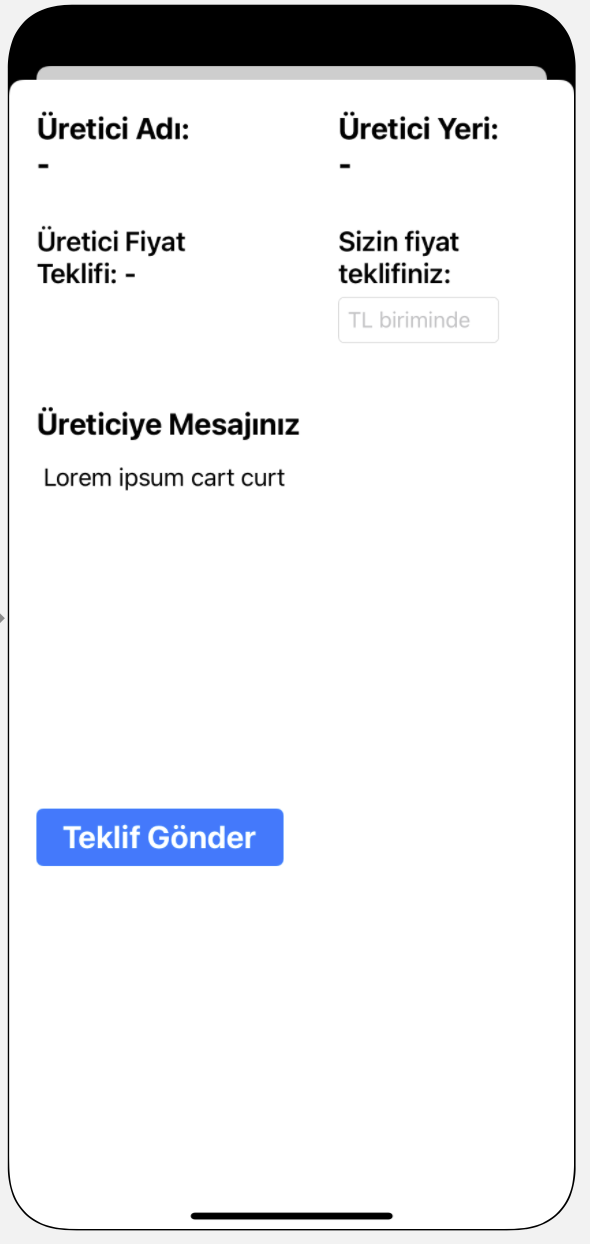 Üretici Adı:
-
Üretici Yeri:
-
Üretici Fiyat
Teklifi: -
Sizin fiyat
teklifiniz:
TL biriminde
Üreticiye Mesajınız
Lorem ipsum cart curt
Teklif Gönder